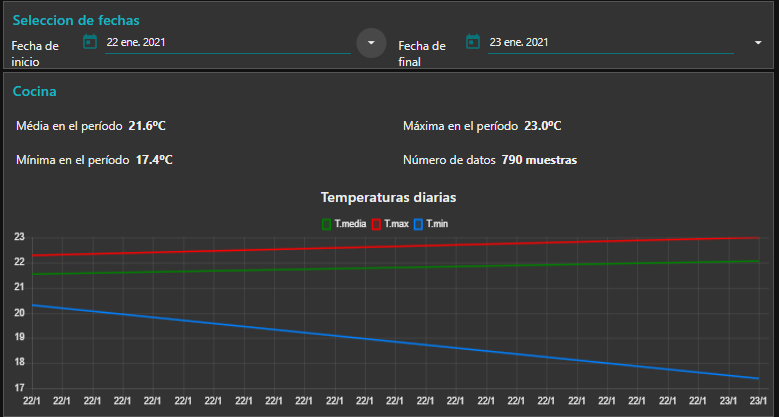 Seleccion de fechas
Fecha de inicio
22 ene. 2021
Fecha de final
23 ene. 2021
Cocina
Média en el período 21.6ºC
Máxima en el período 23.0ºC
Mínima en el período 17.4ºC
Número de datos 790 muestras
Temperaturas diarias
T.media T.max T.min
23
22
21
20
19
18
17
22/1 22/1 22/1 22/1 22/1 22/1 22/1 22/1 22/1 22/1 22/1 22/1 22/1 22/1 22/1 22/1 22/1 22/1 22/1 22/1 22/1 22/1 22/1 23/1 23/1